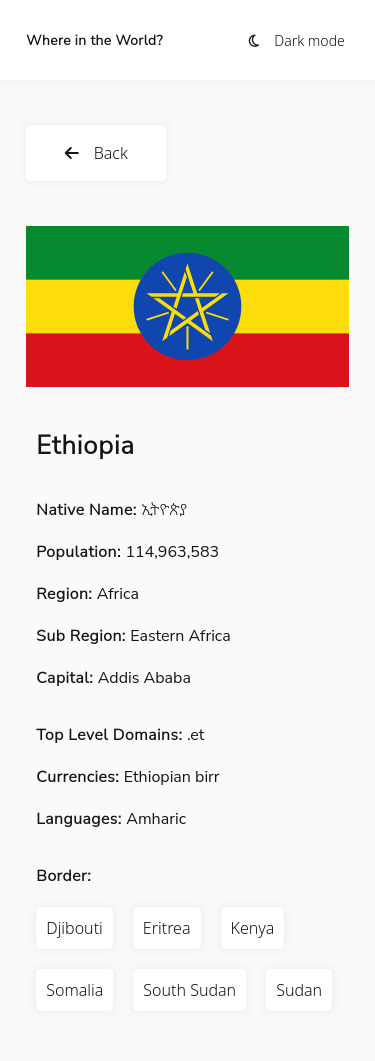 Where in the World?
Dark mode
Back
Ethiopia
Native Name: ኢትዮጵያ
Population: 114,963,583
Region: Africa
Sub Region: Eastern Africa
Capital: Addis Ababa
Top Level Domains: .et
Currencies: Ethiopian birr
Languages: Amharic
Border:
Djibouti
Eritrea
Kenya
Somalia
South Sudan
Sudan